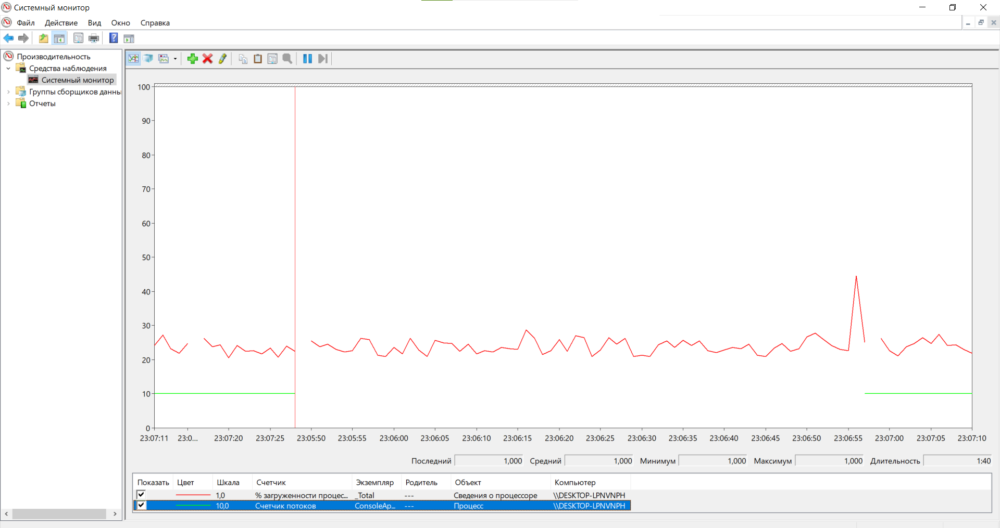 Системный монитор
Файл Действие Вид Окно Справка
Производительность
Средства наблюдения
Системный монитор
Группы сборщиков данны
Отчеты
100
90
80
70
60
50
40
30
20
10
0
23:07:11 23:0... 23:07:20 23:07:25 23:05:50 23:05:55 23:06:00 23:06:05 23:06:10 23:06:15 23:06:20 23:06:25 23:06:30 23:06:35 23:06:40 23:06:45 23:06:50 23:06:55 23:07:00 23:07:05 23:07:10
Последний 1,000 Средний 1,000 Минимум 1,000 Максимум 1,000 Длительность 1:40
Показать Цвет Шкала Счетчик Экземпляр Родитель Объект Компьютер
1,0 % загруженности процес... _Total --- Сведения о процессоре \\DESKTOP-LPNVNPH
10,0 Счетчик потоков ConsoleAp... --- Процесс \\DESKTOP-LPNVNPH